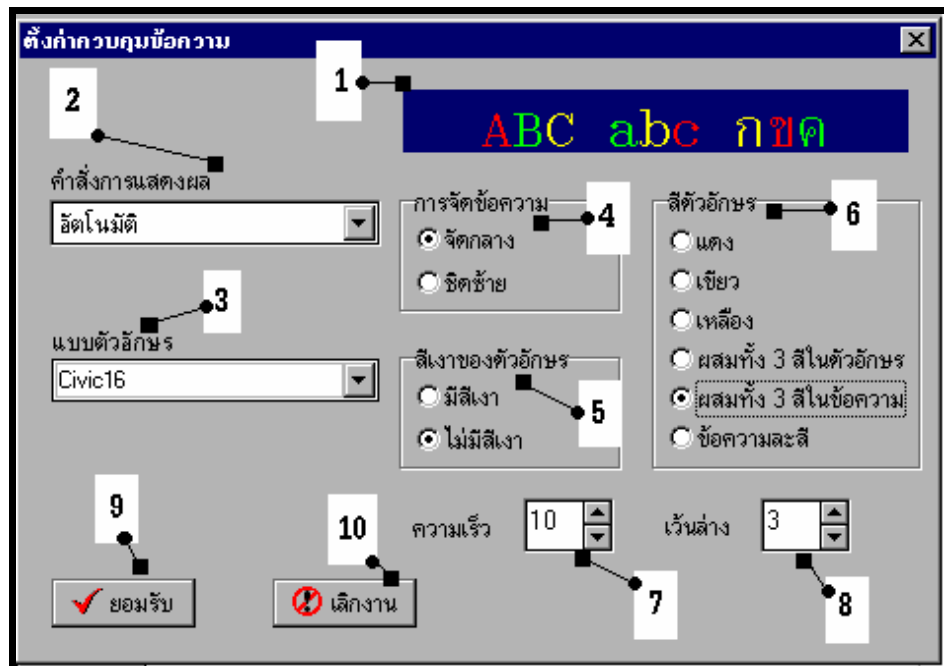 ตั้งค่าควบคุมข้อความ
1
2
ABC abc กขค
คำสั่งการแสดงผล
อัตโนมัติ
3
แบบตัวอักษร
Civic16
การจัดข้อความ
4
จัดกลาง
ชิดซ้าย
สีเงาของตัวอักษร
มีสีเงา
5
ไม่มีสีเงา
สีตัวอักษร
6
แดง
เขียว
เหลือง
ผสมทั้ง 3 สีในตัวอักษร
ผสมทั้ง 3 สีในข้อความ
ข้อความละสี
9
10
ความเร็ว 10
เว้นล่าง 3
7
8
ยอมรับ
เลิกงาน